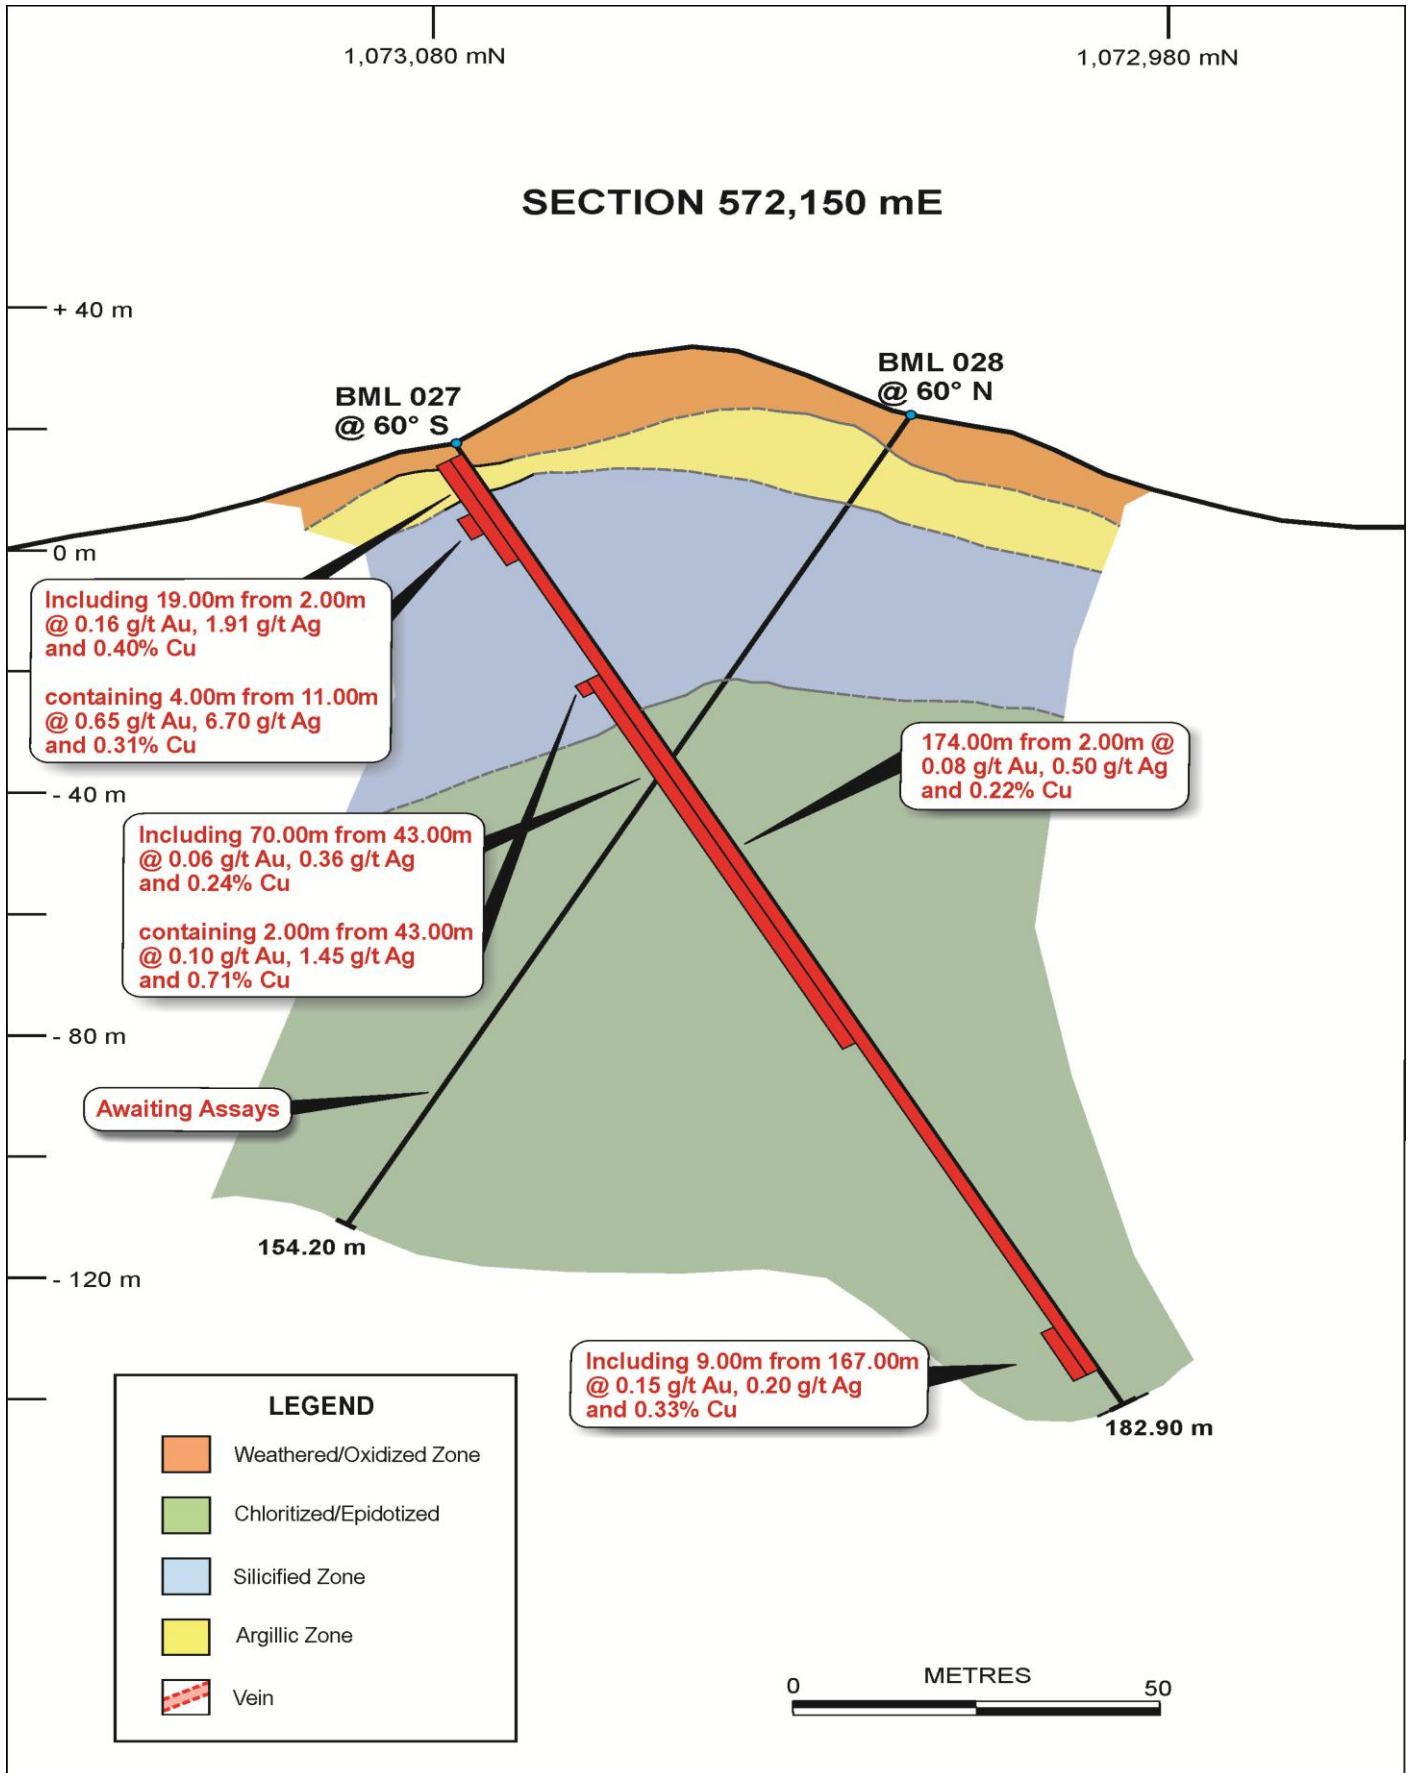 1,073,080 mN
1,072,980 mN
SECTION 572,150 mE
+ 40 m
BML 027
@ 60° S
BML 028
@ 60° N
0 m
Including 19.00m from 2.00m
@ 0.16 g/t Au, 1.91 g/t Ag
and 0.40% Cu
containing 4.00m from 11.00m
@ 0.65 g/t Au, 6.70 g/t Ag
and 0.31% Cu
174.00m from 2.00m @
0.08 g/t Au, 0.50 g/t Ag
and 0.22% Cu
- 40 m
Including 70.00m from 43.00m
@ 0.06 g/t Au, 0.36 g/t Ag
and 0.24% Cu
containing 2.00m from 43.00m
@ 0.10 g/t Au, 1.45 g/t Ag
and 0.71% Cu
- 80 m
Awaiting Assays
154.20 m
- 120 m
Including 9.00m from 167.00m
@ 0.15 g/t Au, 0.20 g/t Ag
and 0.33% Cu
182.90 m
LEGEND
Weathered/Oxidized Zone
Chloritized/Epidotized
Silicified Zone
Argillic Zone
Vein
METRES
0
50